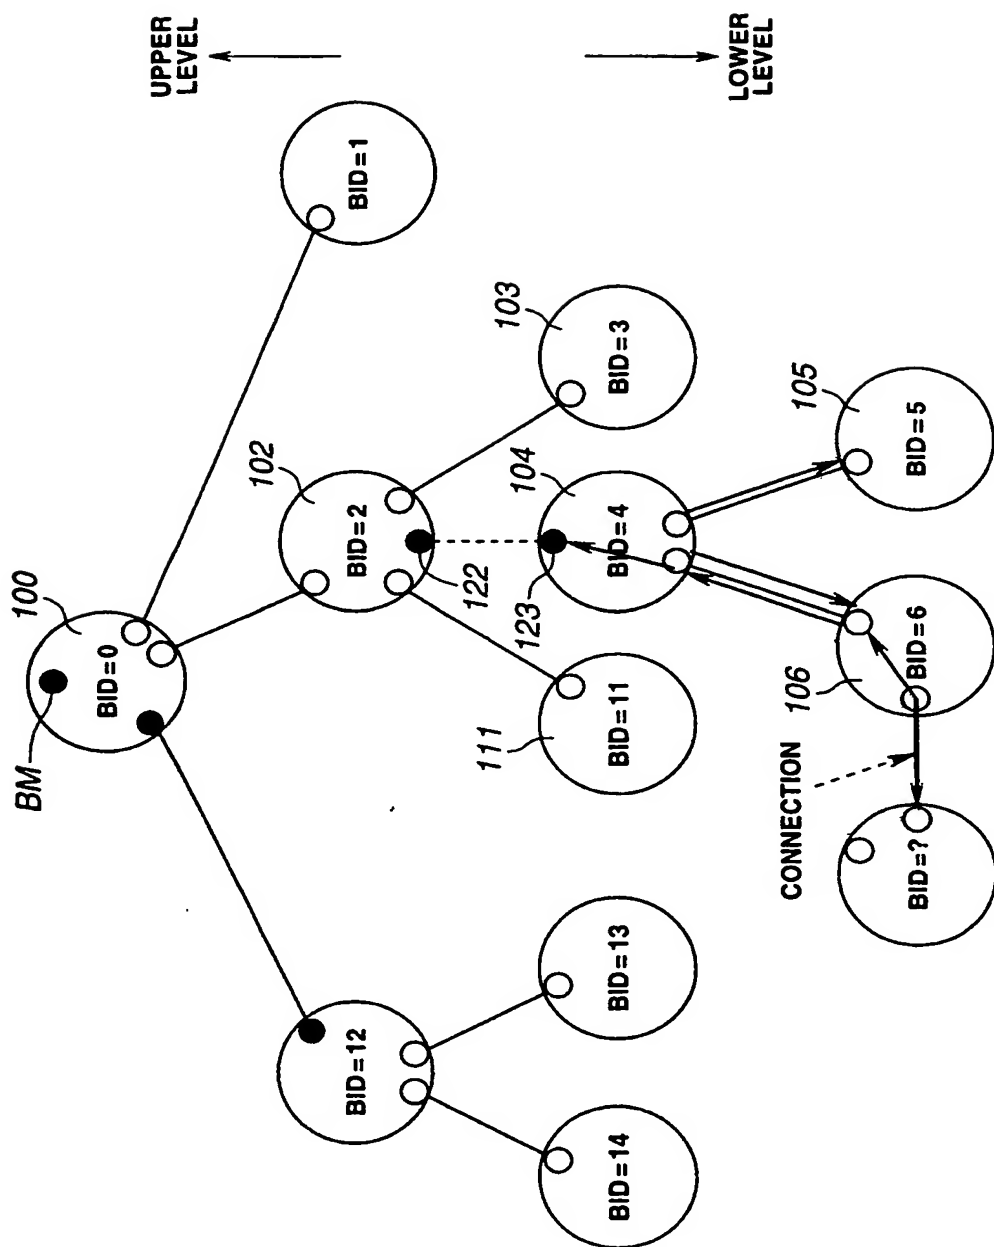 UPPER
LEVEL
LOWER
LEVEL
BM
100
BID=0
BID=1
102
BID=2
122
BID=12
103
BID=3
104
BID=4
123
111
BID=11
BID=13
BID=14
105
BID=5
106
BID=6
CONNECTION
BID=?